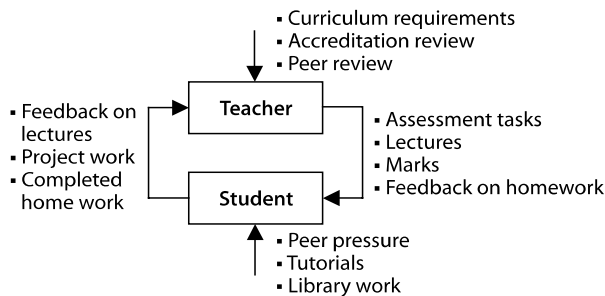 ▪ Curriculum requirements
▪ Accreditation review
▪ Peer review
Teacher
▪ Feedback on
lectures
▪ Project work
▪ Completed
home work
▪ Assessment tasks
▪ Lectures
▪ Marks
▪ Feedback on homework
Student
▪ Peer pressure
▪ Tutorials
▪ Library work